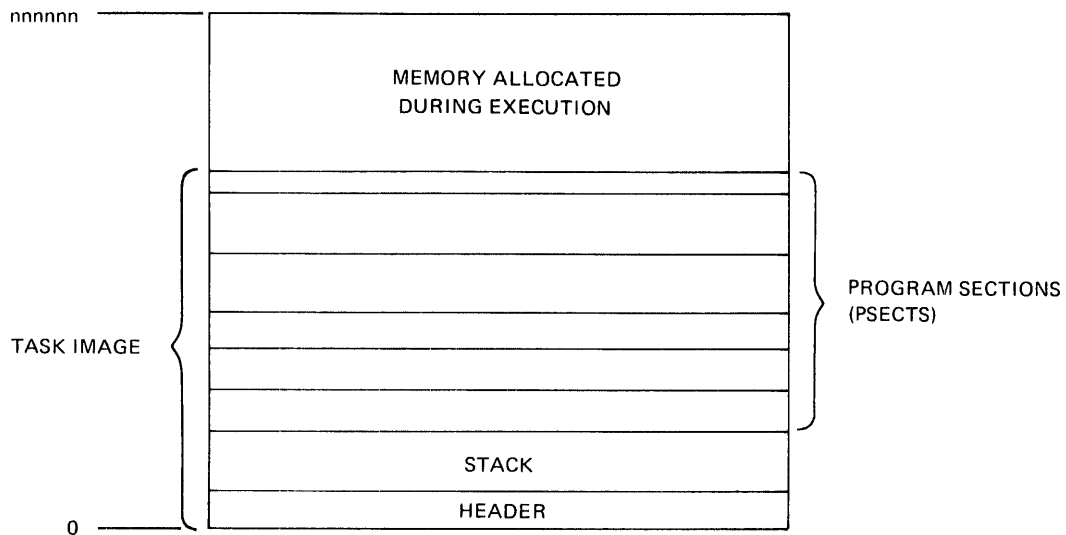 nnnnnn
MEMORY ALLOCATED
DURING EXECUTION
PROGRAM SECTIONS
(PSECTS)
TASK IMAGE
STACK
HEADER
0